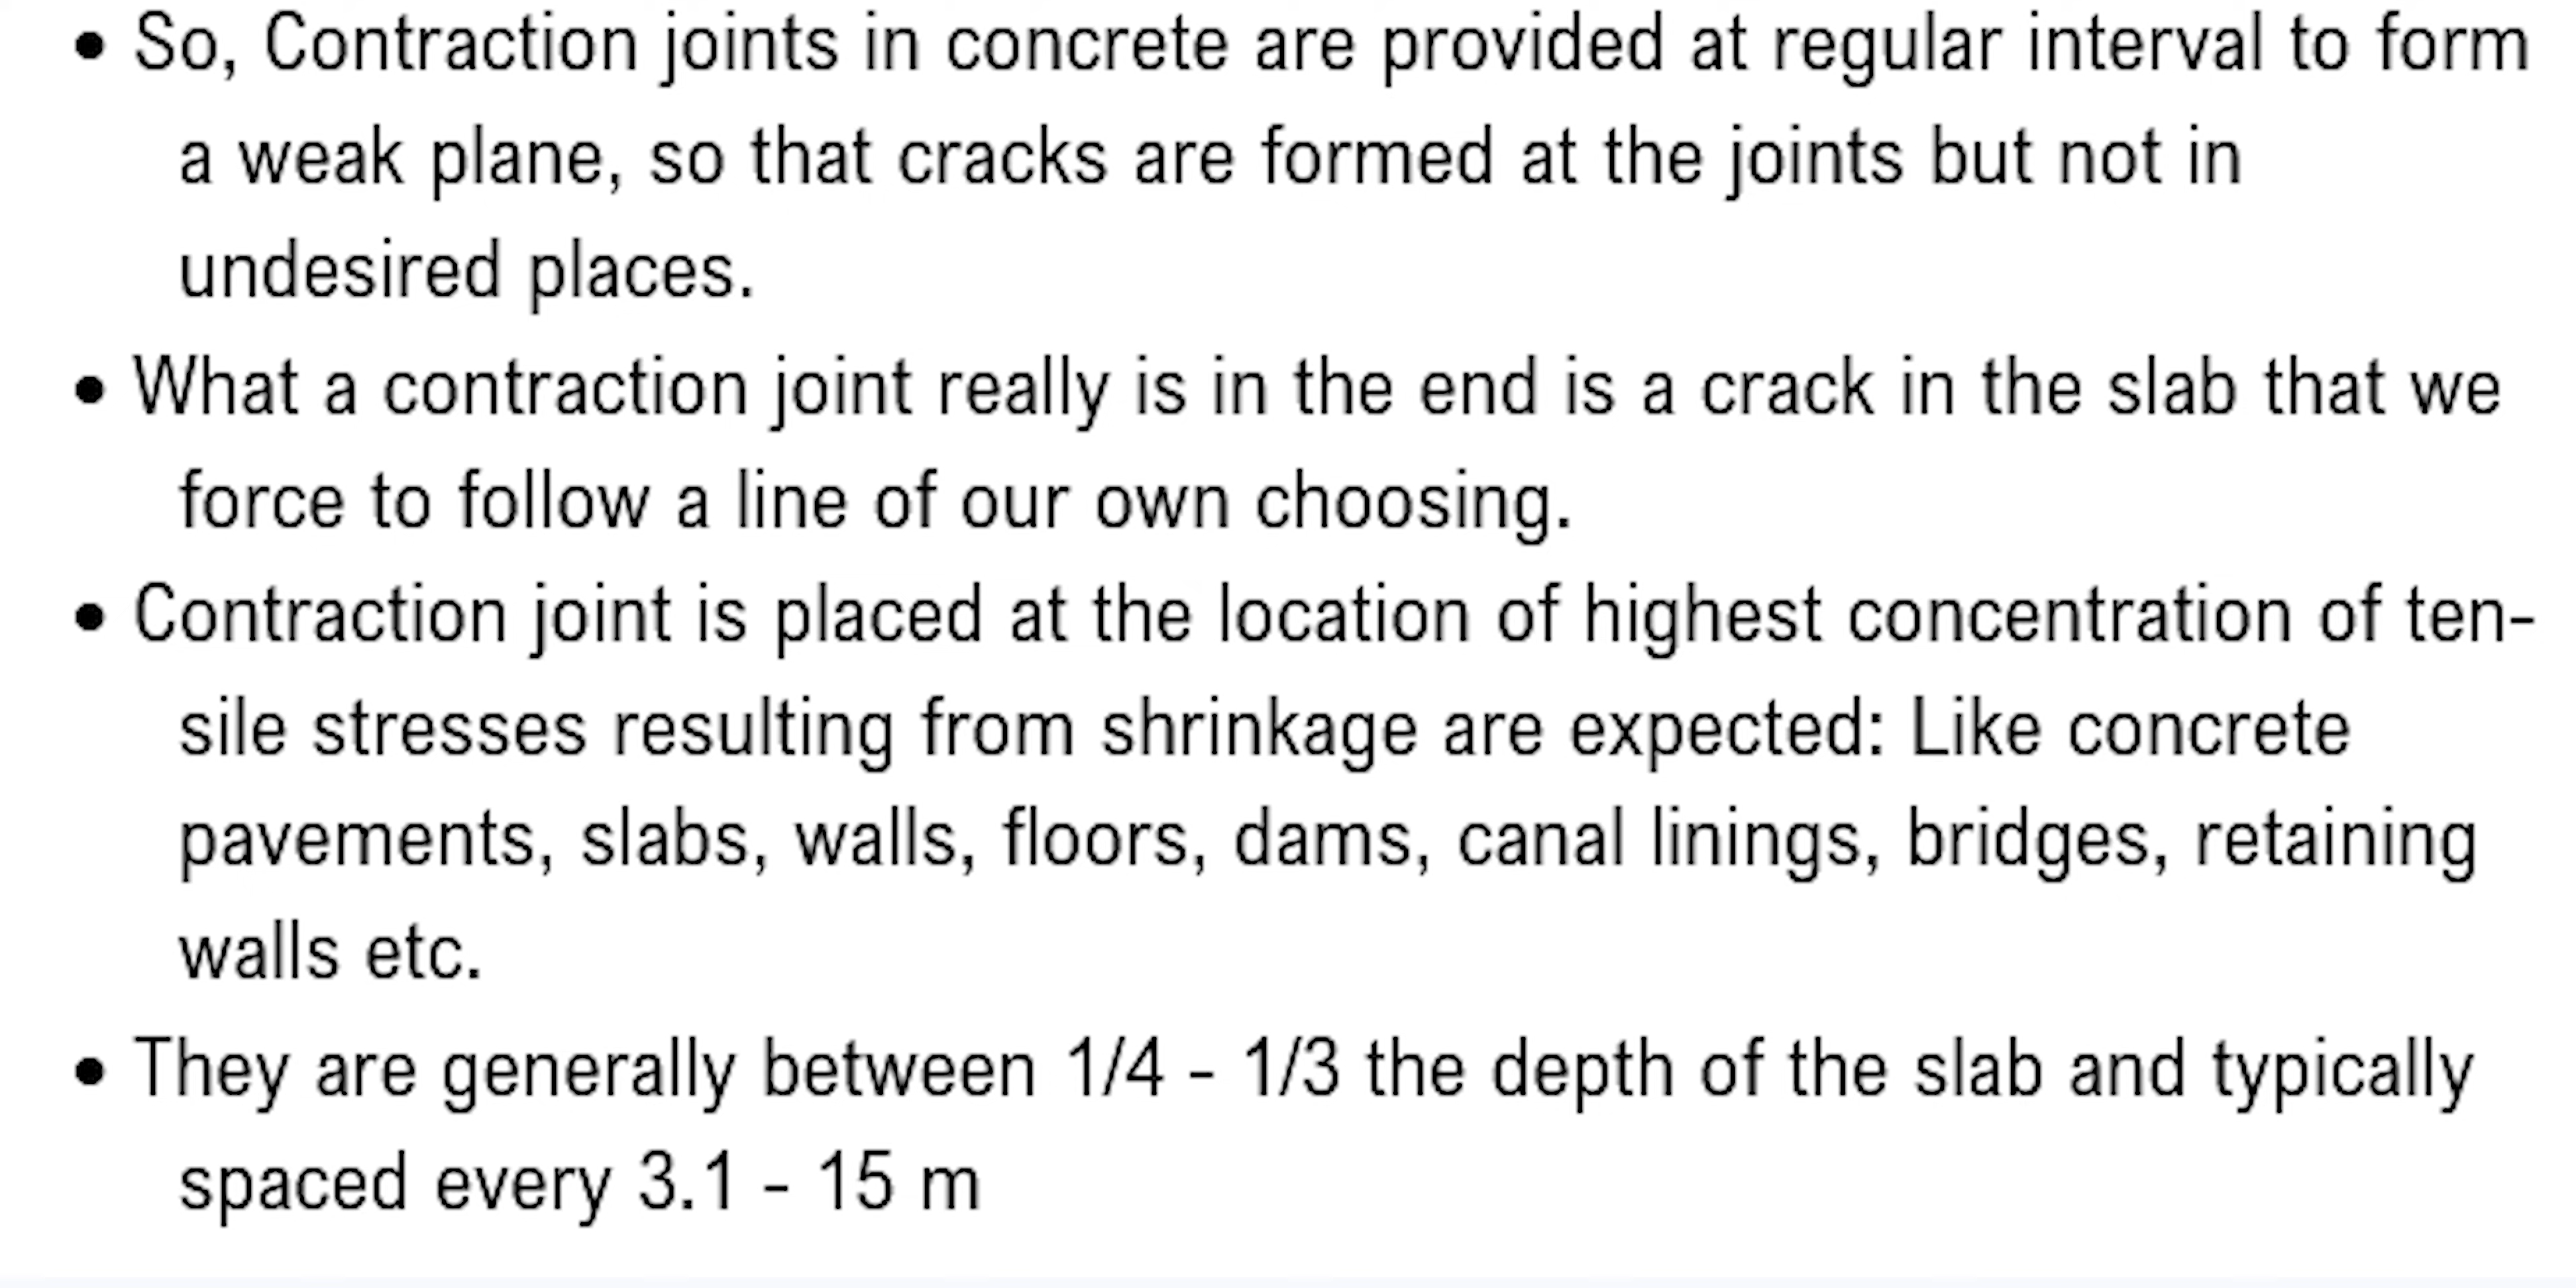 • So, Contraction joints in concrete are provided at regular interval to form
a weak plane, so that cracks are formed at the joints but not in
undesired places.
• What a contraction joint really is in the end is a crack in the slab that we
force to follow a line of our own choosing.
• Contraction joint is placed at the location of highest concentration of ten-
sile stresses resulting from shrinkage are expected: Like concrete
pavements, slabs, walls, floors, dams, canal linings, bridges, retaining
walls etc.
• They are generally between 1/4 - 1/3 the depth of the slab and typically
spaced every 3.1 - 15 m